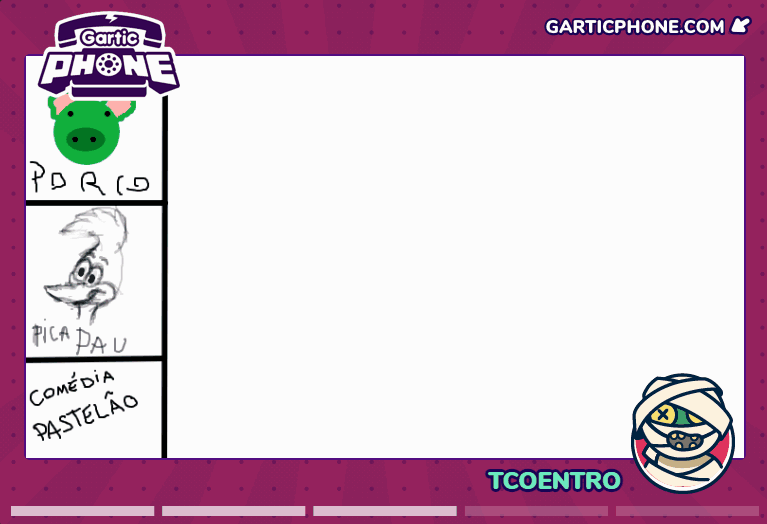 Gartic
PHONE
GARTICPHONE.COM
PORCO
PICA PAU
COMÉDIA
PASTELÃO
TCOENTRO